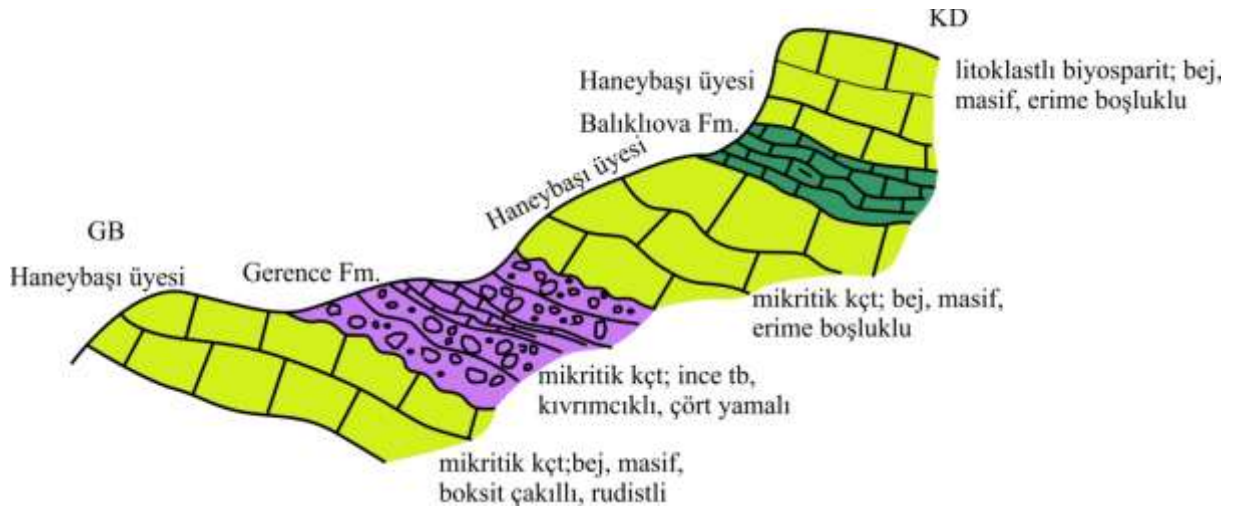 KD
litoklastlı biyosparit; bej,
masif, erime boşluklu
Haneybaşı üyesi
Balıklıova Fm.
Haneybaşı üyesi
GB
Haneybaşı üyesi
Gerence Fm.
mikritik kçt; bej, masif,
erime boşluklu
mikritik kçt; ince tb,
kıvrımcıklı, çört yamalı
mikritik kçt;bej, masif,
boksit çakıllı, rudistli